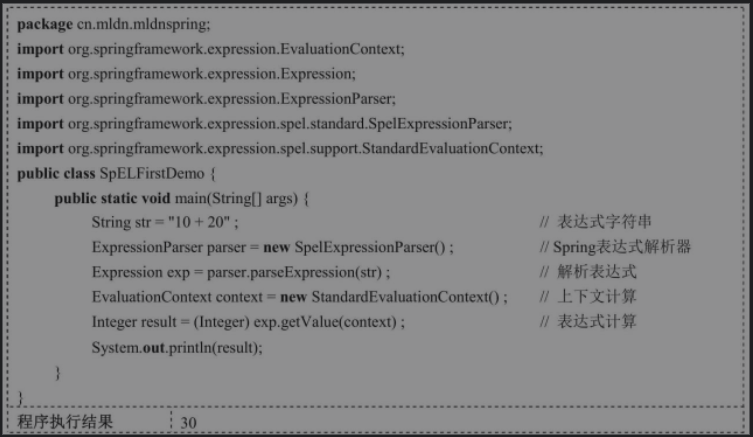 package cn.mldn.mldnspring;
import org.springframework.expression.EvaluationContext;
import org.springframework.expression.Expression;
import org.springframework.expression.ExpressionParser;
import org.springframework.expression.spel.standard.SpelExpressionParser;
import org.springframework.expression.spel.support.StandardEvaluationContext;
public class SpELFirstDemo {
    public static void main(String[] args) {
        String str = "10 + 20" ; // 表达式字符串
        ExpressionParser parser = new SpelExpressionParser() ; // Spring表达式解析器
        Expression exp = parser.parseExpression(str) ; // 解析表达式
        EvaluationContext context = new StandardEvaluationContext() ; // 上下文计算
        Integer result = (Integer) exp.getValue(context) ; // 表达式计算
        System.out.println(result);
    }
}
程序执行结果 30